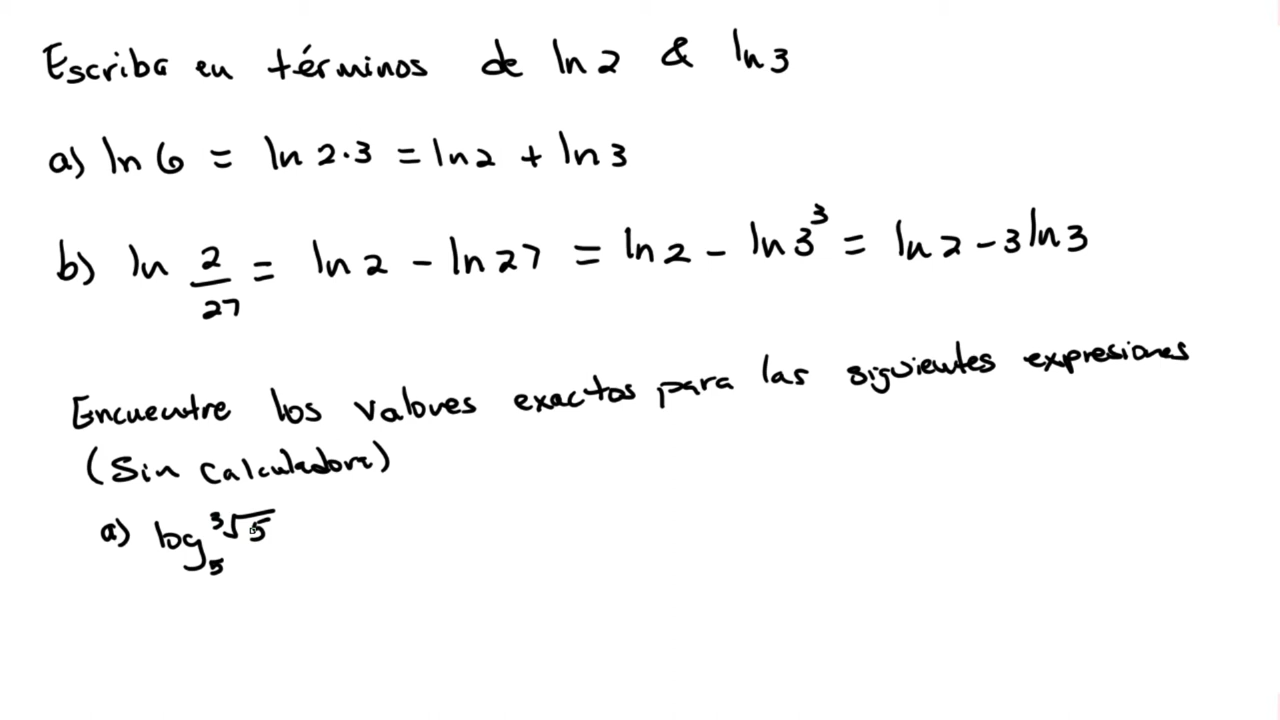 Escriba en términos de ln 2 & ln 3
a) ln 6 = ln 2·3 = ln 2 + ln 3
b) ln 2/27 = ln 2 - ln 27 = ln 2 - ln 3³ = ln 2 - 3 ln 3
Encuentre los valores exactos para las siguientes expresiones
(Sin calculadora)
a) log₅ ³√5